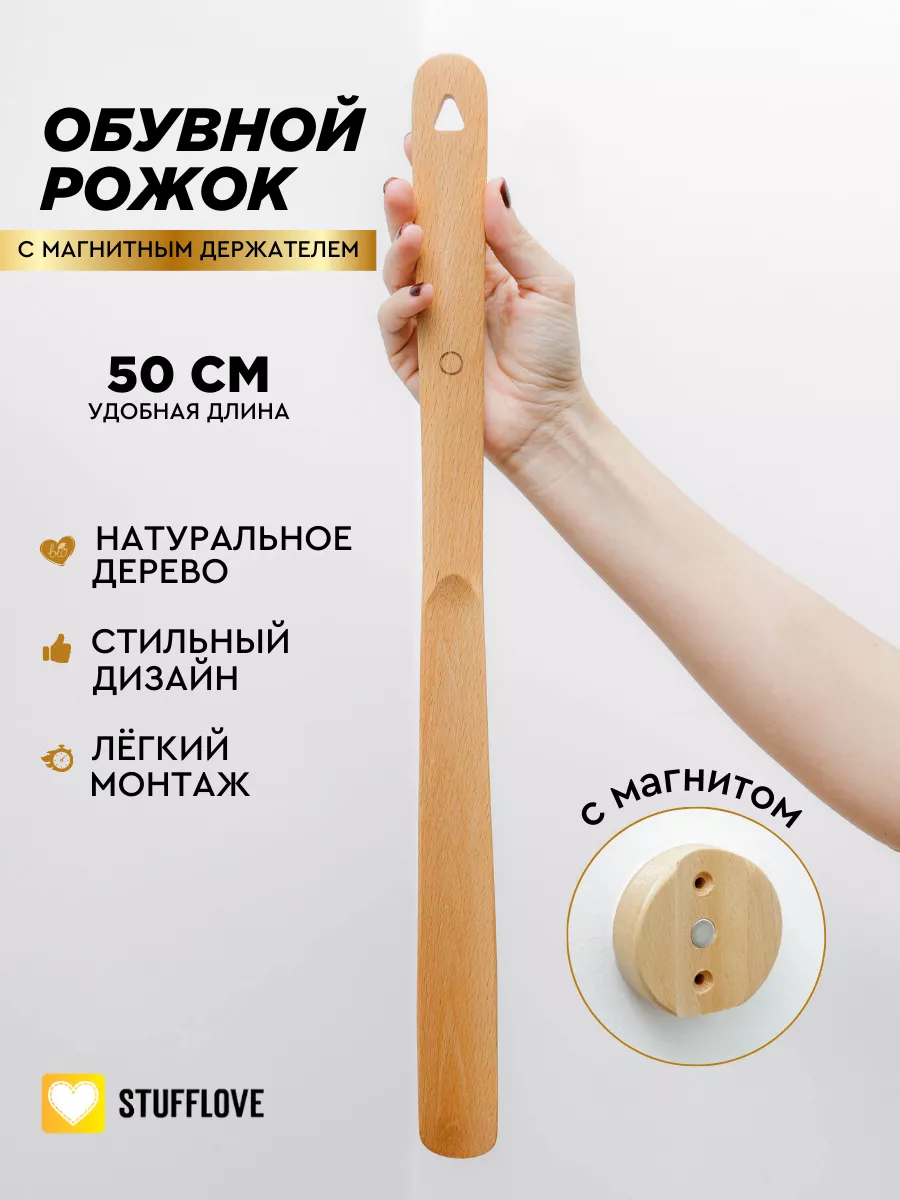 ОБУВНОЙ
РОЖОК
С МАГНИТНЫМ ДЕРЖАТЕЛЕМ
50 СМ
УДОБНАЯ ДЛИНА
НАТУРАЛЬНОЕ
ДЕРЕВО
СТИЛЬНЫЙ
ДИЗАЙН
ЛЁГКИЙ
МОНТАЖ
С МАГНИТОМ
STUFFLOVE